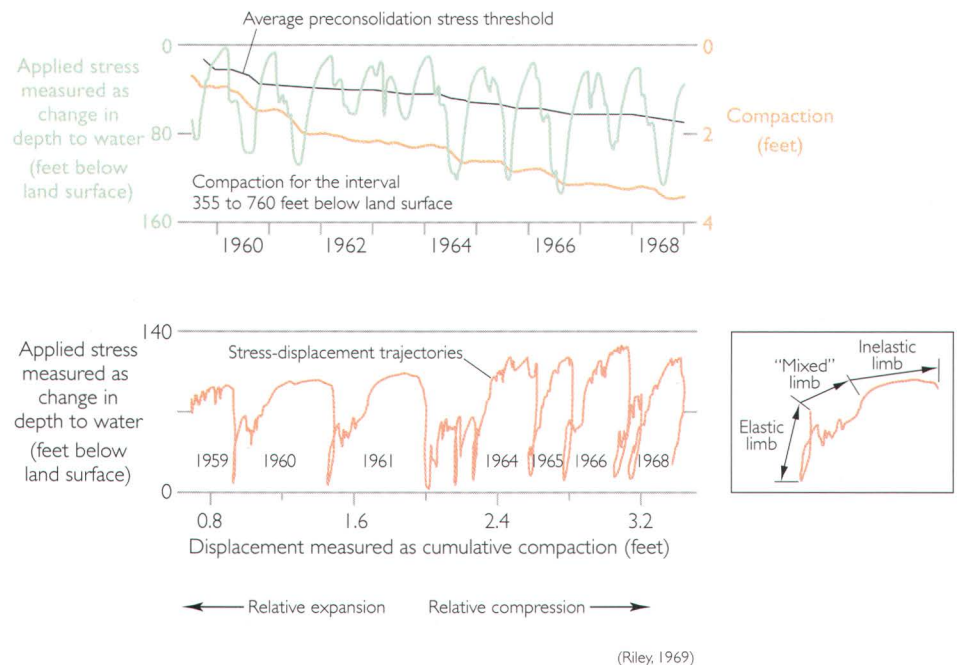 Average preconsolidation stress threshold
Applied stress
measured as
change in
depth to water
(feet below
land surface)
0
80
160
0
2
4
Compaction
(feet)
Compaction for the interval
355 to 760 feet below land surface
1960
1962
1964
1966
1968
Applied stress
measured as
change in
depth to water
(feet below
land surface)
140
0
Stress-displacement trajectories
1959
1960
1961
1964
1965
1966
1968
0.8
1.6
2.4
3.2
Displacement measured as cumulative compaction (feet)
Relative expansion
Relative compression
Inelastic
limb
"Mixed"
limb
Elastic
limb
(Riley, 1969)